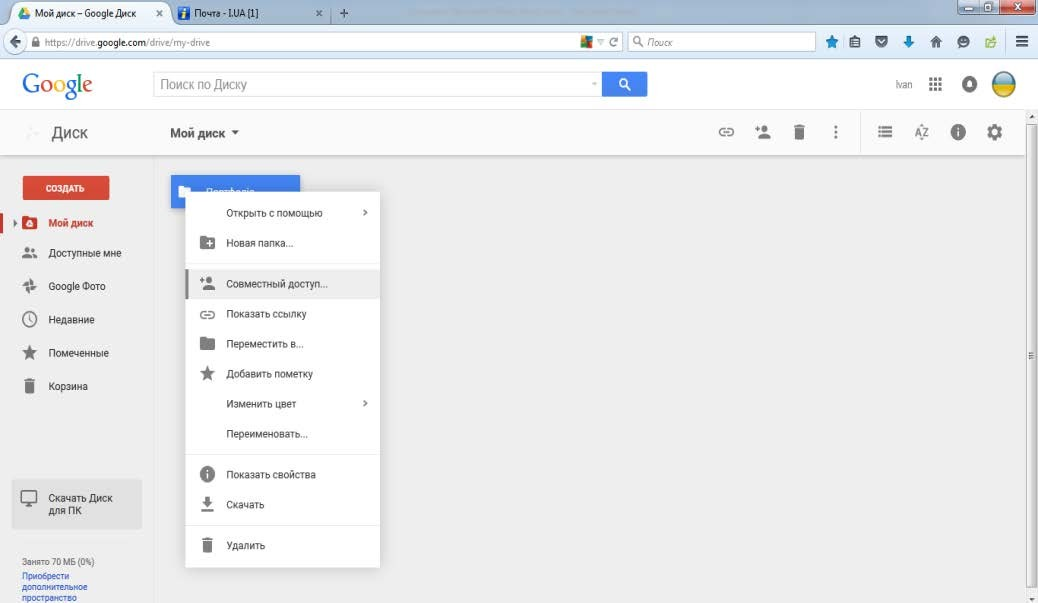 Мой диск – Google Диск
Почта - I.UA [1]
https://drive.google.com/drive/my-drive
Поиск
Google
Поиск по Диску
Ivan
Диск
Мой диск
AZ
СОЗДАТЬ
Мой диск
Доступные мне
Google Фото
Недавние
Помеченные
Корзина
Скачать Диск
для ПК
Занято 70 МБ (0%)
Приобрести
дополнительное
пространство
Открыть с помощью
Новая папка...
Совместный доступ...
Показать ссылку
Переместить в...
Добавить пометку
Изменить цвет
Переименовать...
Показать свойства
Скачать
Удалить